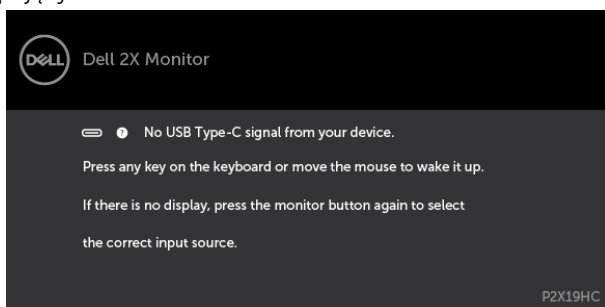 DELL
Dell 2X Monitor
? No USB Type-C signal from your device.
Press any key on the keyboard or move the mouse to wake it up.
If there is no display, press the monitor button again to select
the correct input source.
P2X19HC